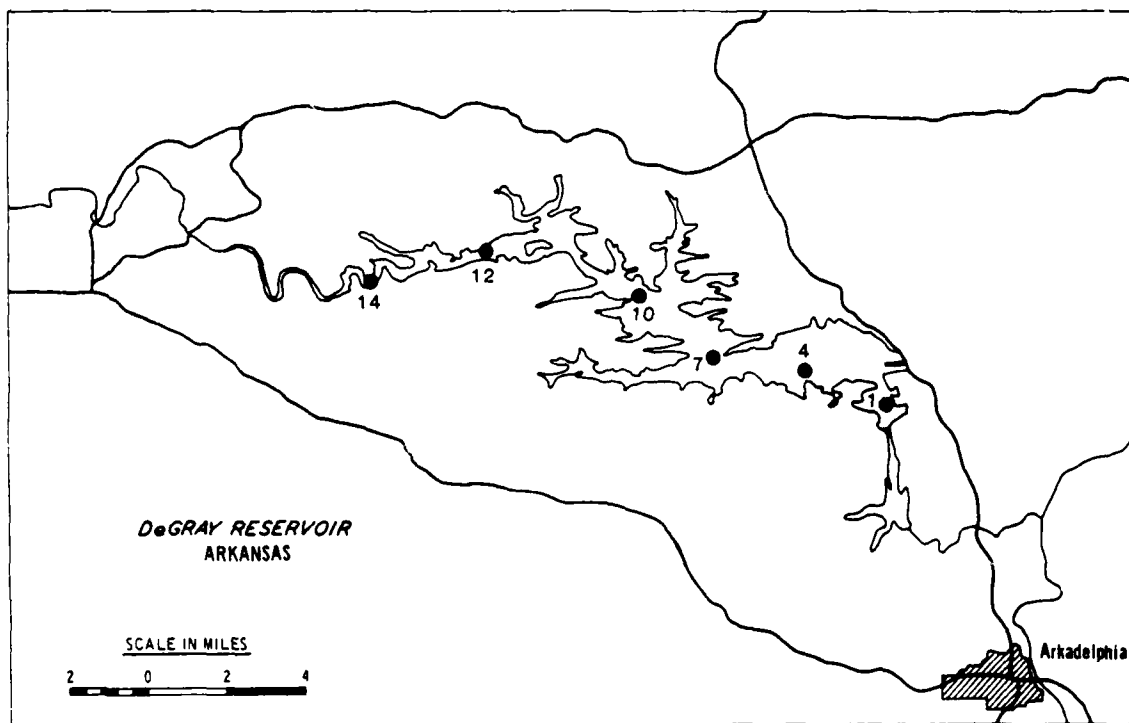 12
14
10
7
4
1
DeGRAY RESERVOIR
ARKANSAS
SCALE IN MILES
2 0 2 4
Arkadelphia